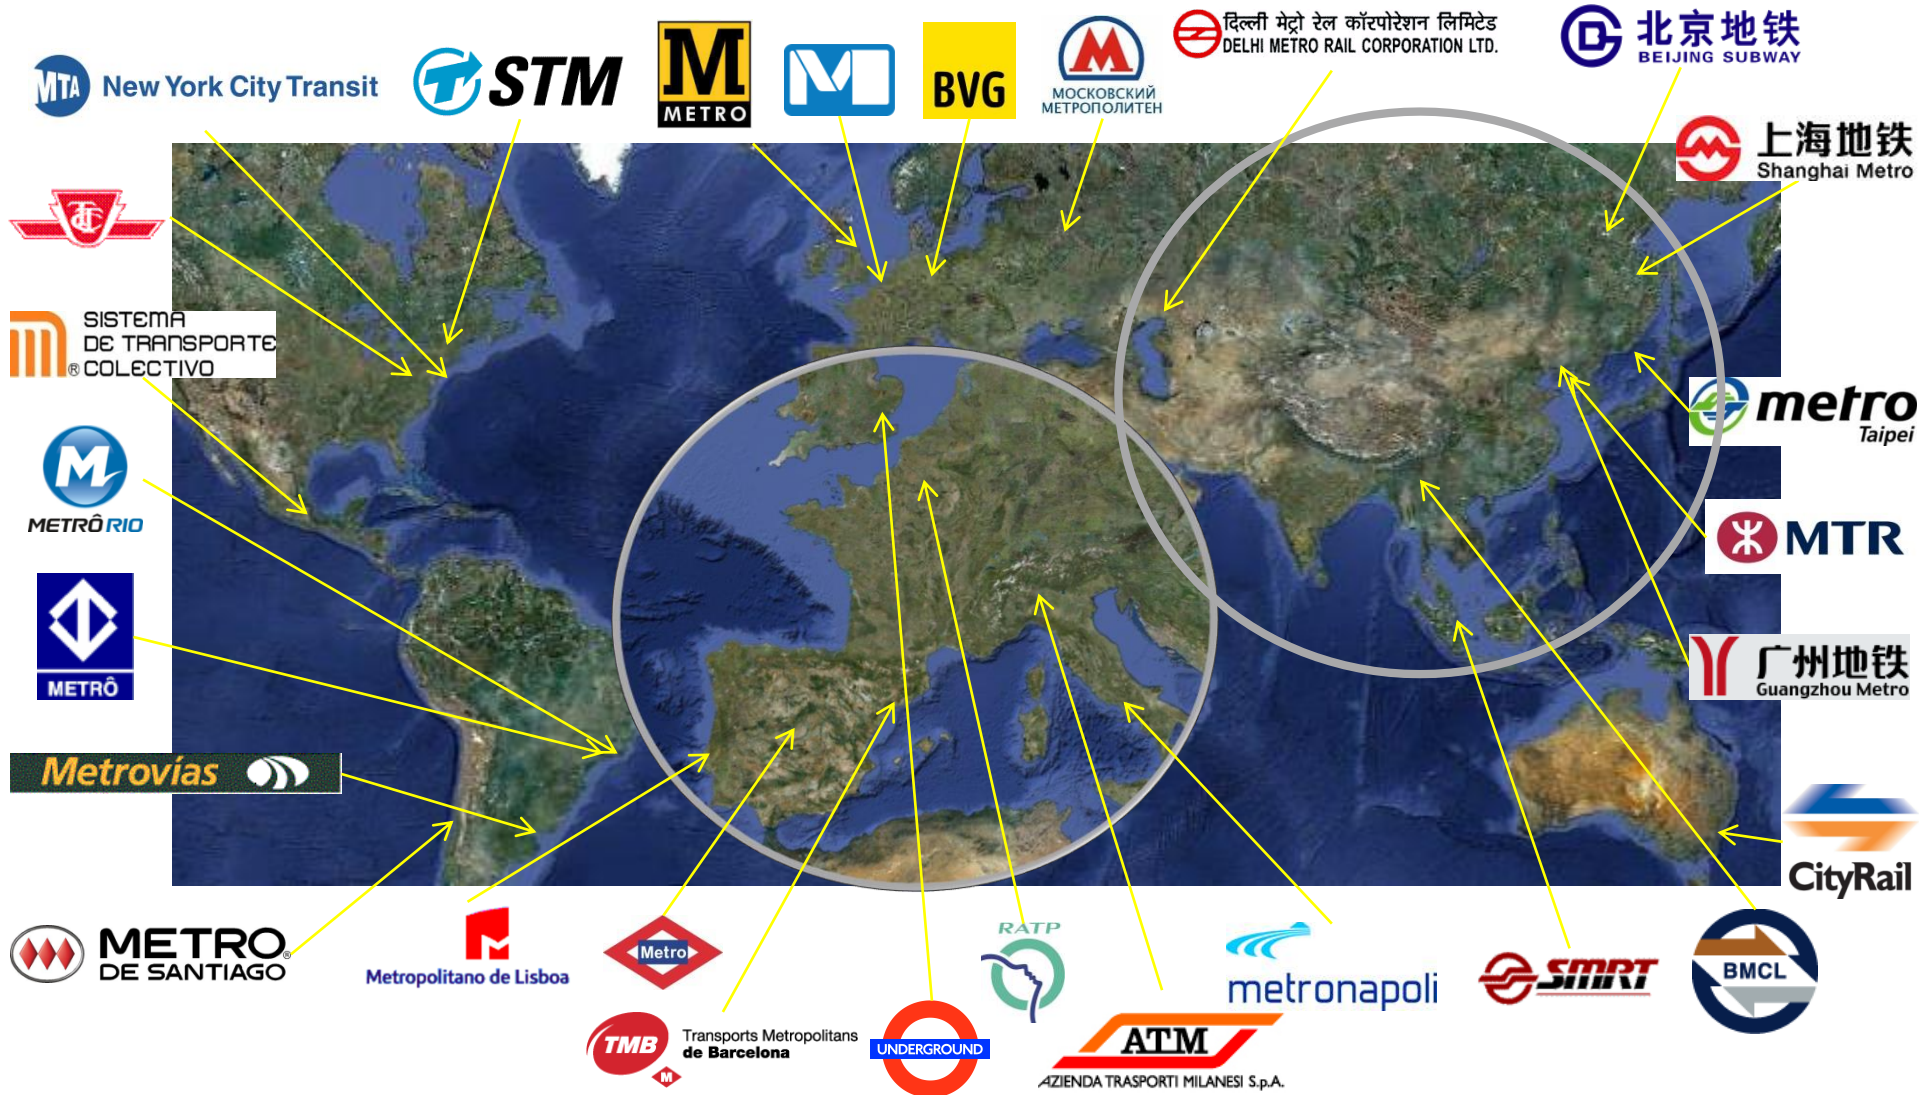 MTA New York City Transit
STM
M
METRO
M
BVG
МОСКОВСКИЙ
МЕТРОПОЛИТЕН
दिल्ली मेट्रो रेल कॉरपोरेशन लिमिटेड
DELHI METRO RAIL CORPORATION LTD.
北京地铁
BEIJING SUBWAY
上海地铁
Shanghai Metro
TTC
SISTEMA
DE TRANSPORTE
® COLECTIVO
metro
Taipei
METRÔ RIO
MTR
METRÔ
广州地铁
Guangzhou Metro
Metrovías
CityRail
METRO®
DE SANTIAGO
Metropolitano de Lisboa
Metro
RATP
metronapoli
SMRT
BMCL
TMB
Transports Metropolitans
de Barcelona
M
UNDERGROUND
ATM
AZIENDA TRASPORTI MILANESI S.p.A.